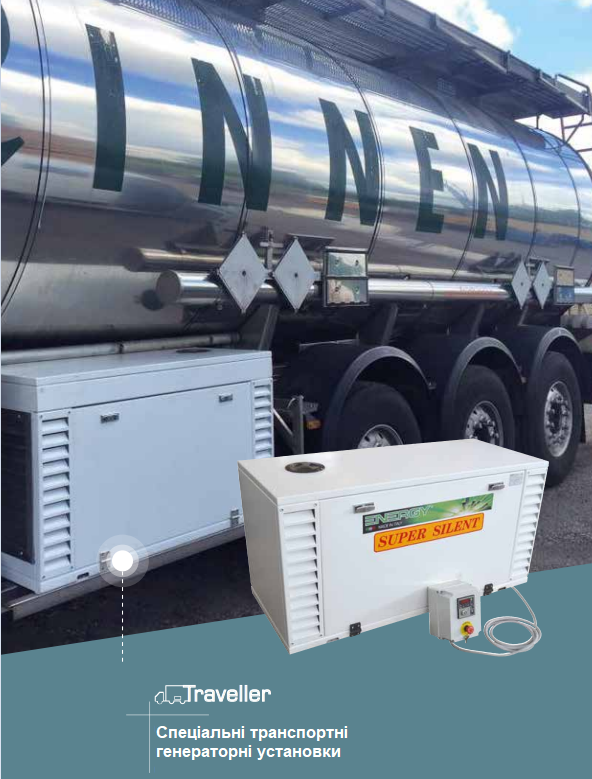 INNEN
ENERGY
MADE IN ITALY
SUPER SILENT
Traveller
Спеціальні транспортні
генераторні установки